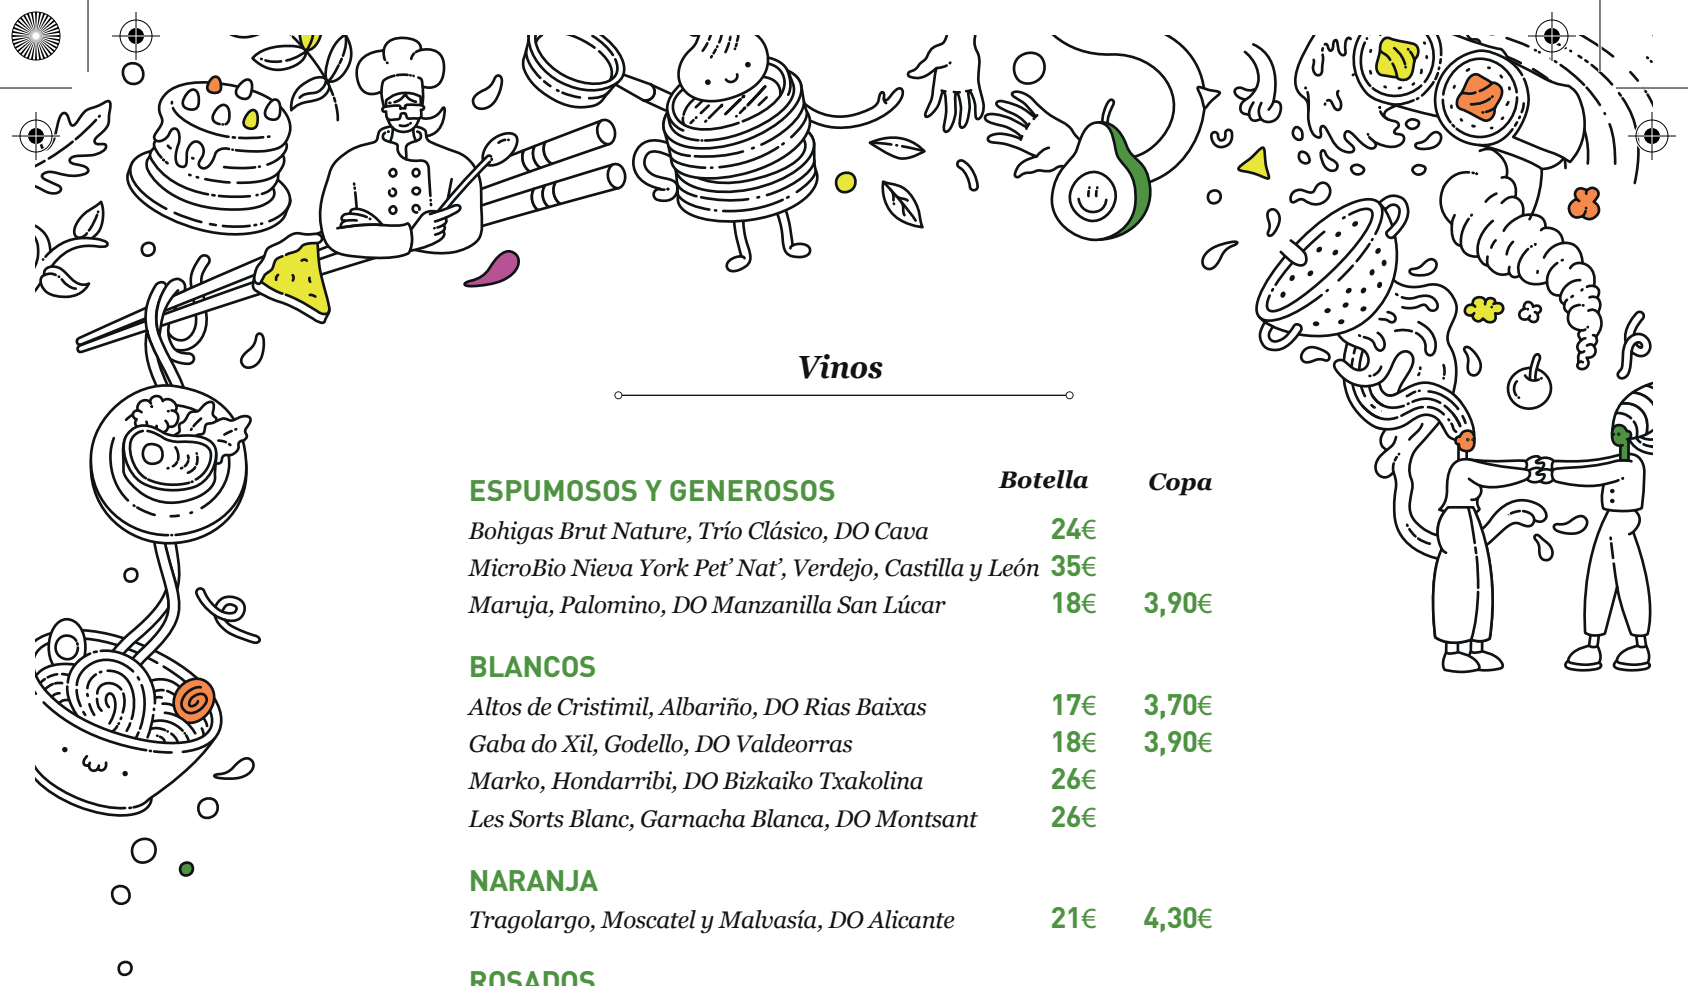 Vinos
Botella Copa
ESPUMOSOS Y GENEROSOS
Bohigas Brut Nature, Trío Clásico, DO Cava 24€
MicroBio Nieva York Pet’ Nat’, Verdejo, Castilla y León 35€
Maruja, Palomino, DO Manzanilla San Lúcar 18€ 3,90€
BLANCOS
Altos de Cristimil, Albariño, DO Rias Baixas 17€ 3,70€
Gaba do Xil, Godello, DO Valdeorras 18€ 3,90€
Marko, Hondarribi, DO Bizkaiko Txakolina 26€
Les Sorts Blanc, Garnacha Blanca, DO Montsant 26€
NARANJA
Tragolargo, Moscatel y Malvasía, DO Alicante 21€ 4,30€
ROSADOS